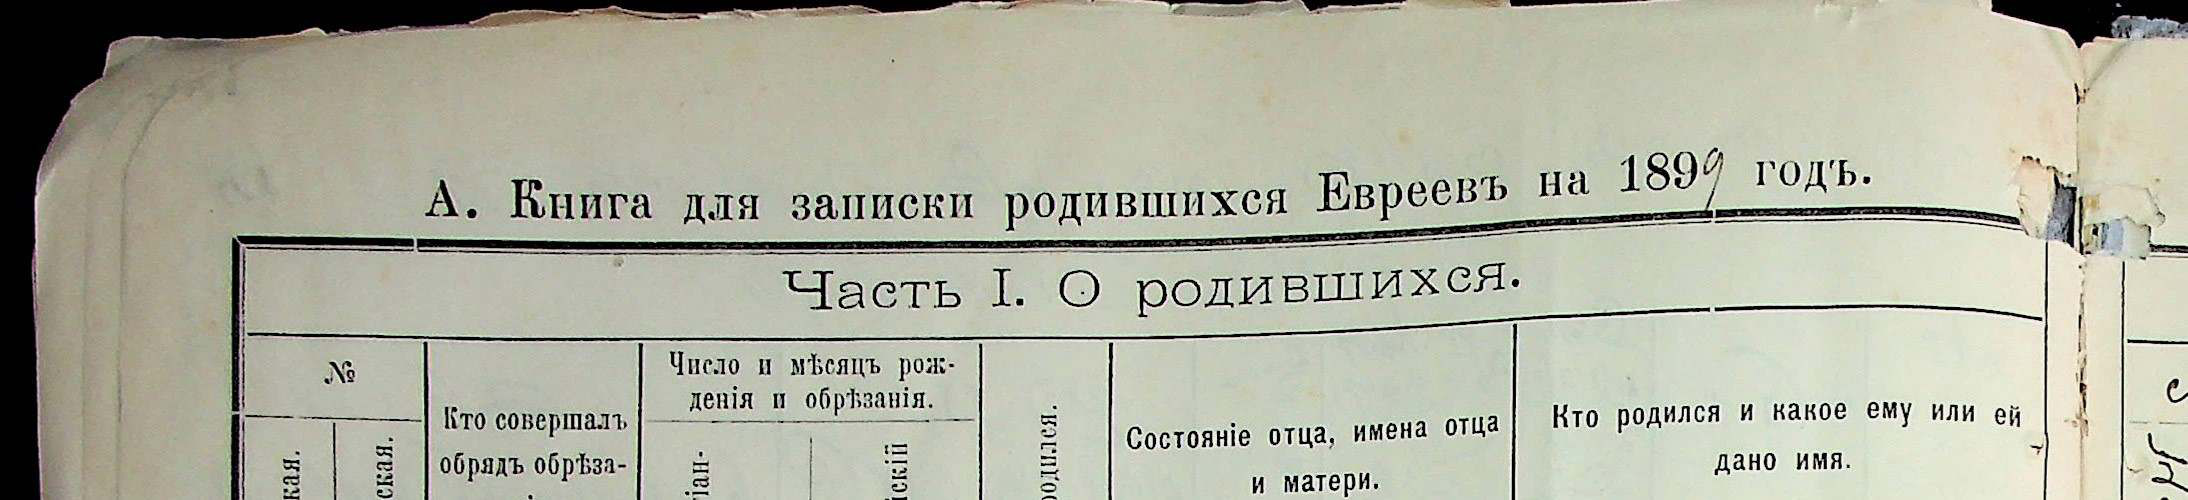 А. Книга для записки родившихся Евреевъ на 1899 годъ.
Часть I. О родившихся.
№
Число и мѣсяцъ рож-
денія и обрѣзанія.
Кто совершалъ
обрядъ обрѣза-
Состояніе отца, имена отца
и матери.
Кто родился и какое ему или ей
дано имя.